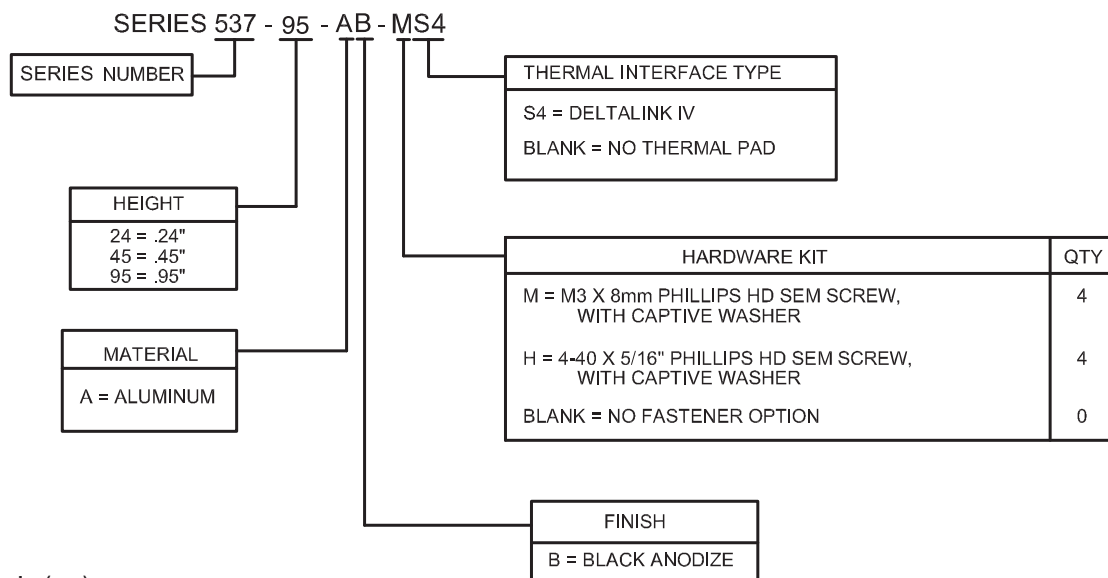 SERIES 537 - 95 - AB - MS4
SERIES NUMBER
THERMAL INTERFACE TYPE
S4 = DELTALINK IV
BLANK = NO THERMAL PAD
HEIGHT
24 = .24"
45 = .45"
95 = .95"
HARDWARE KIT QTY
M = M3 X 8mm PHILLIPS HD SEM SCREW, 4
WITH CAPTIVE WASHER
H = 4-40 X 5/16" PHILLIPS HD SEM SCREW, 4
WITH CAPTIVE WASHER
BLANK = NO FASTENER OPTION 0
MATERIAL
A = ALUMINUM
FINISH
B = BLACK ANODIZE